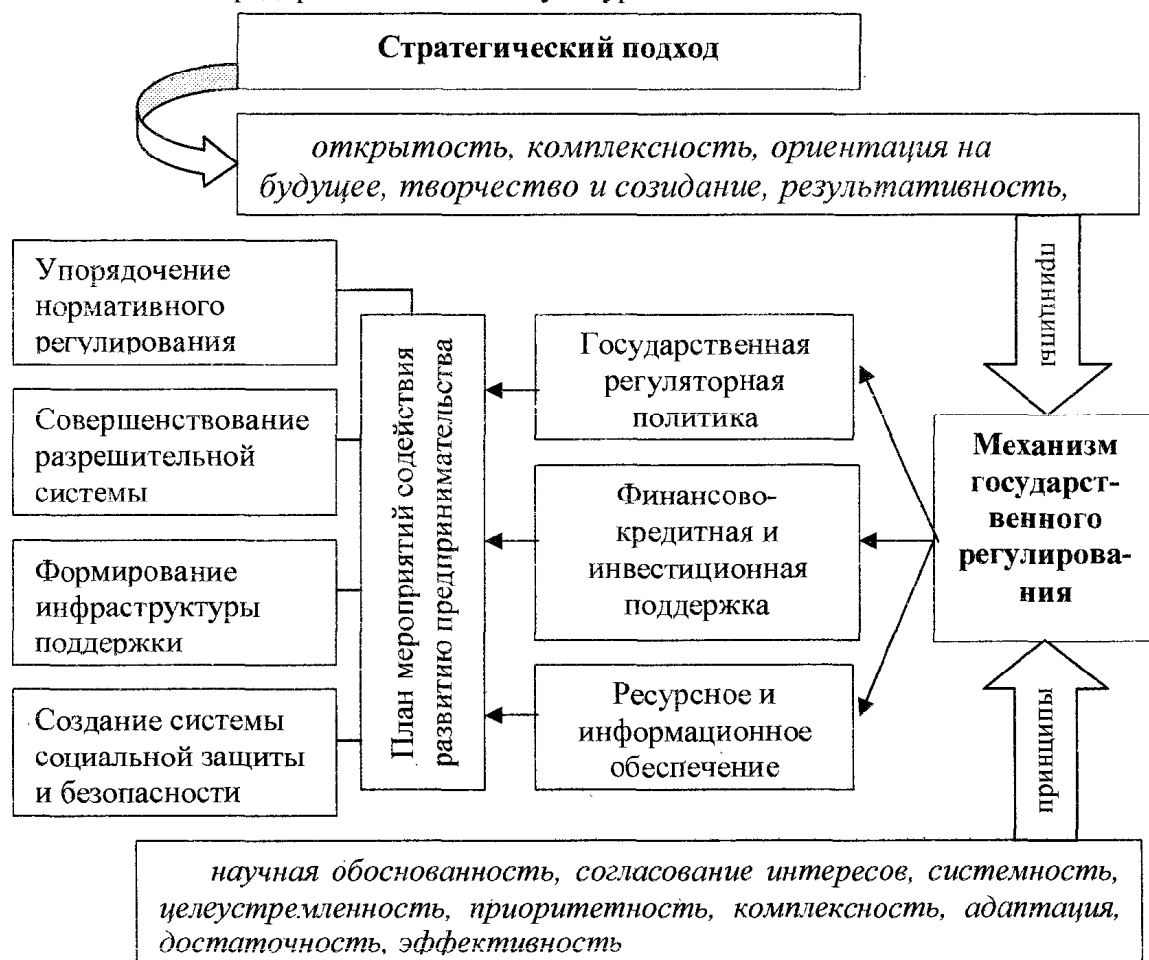 Стратегический подход
открытость, комплексность, ориентация на
будущее, творчество и созидание, результативность,
принципы
Упорядочение
нормативного
регулирования
Совершенствование
разрешительной
системы
Формирование
инфраструктуры
поддержки
Создание системы
социальной защиты
и безопасности
План мероприятий содействия
развитию предпринимательства
Государственная
регуляторная
политика
Финансово-
кредитная и
инвестиционная
поддержка
Ресурсное и
информационное
обеспечение
Механизм
государст-
венного
регулирова-
ния
принципы
научная обоснованность, согласование интересов, системность,
целеустремленность, приоритетность, комплексность, адаптация,
достаточность, эффективность